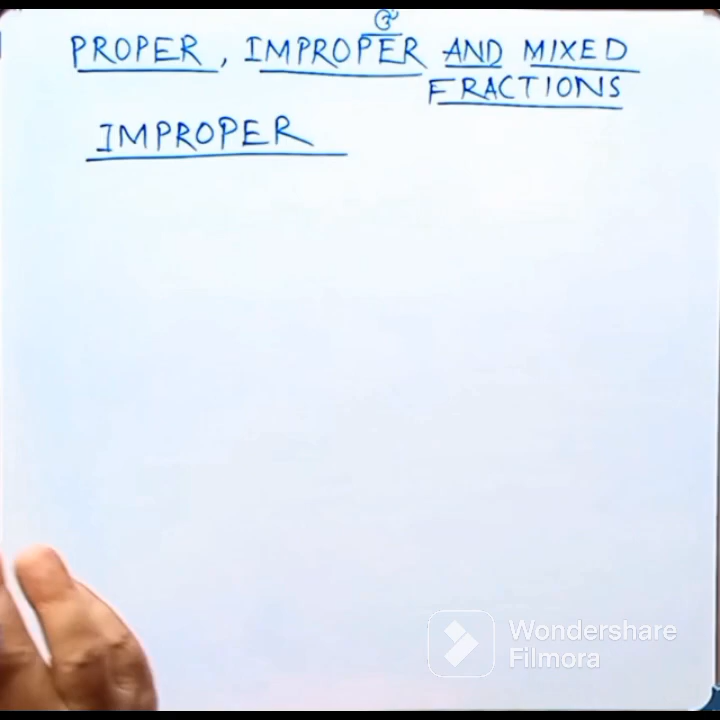 உ
PROPER, IMPROPER AND MIXED
FRACTIONS
IMPROPER
Wondershare
Filmora